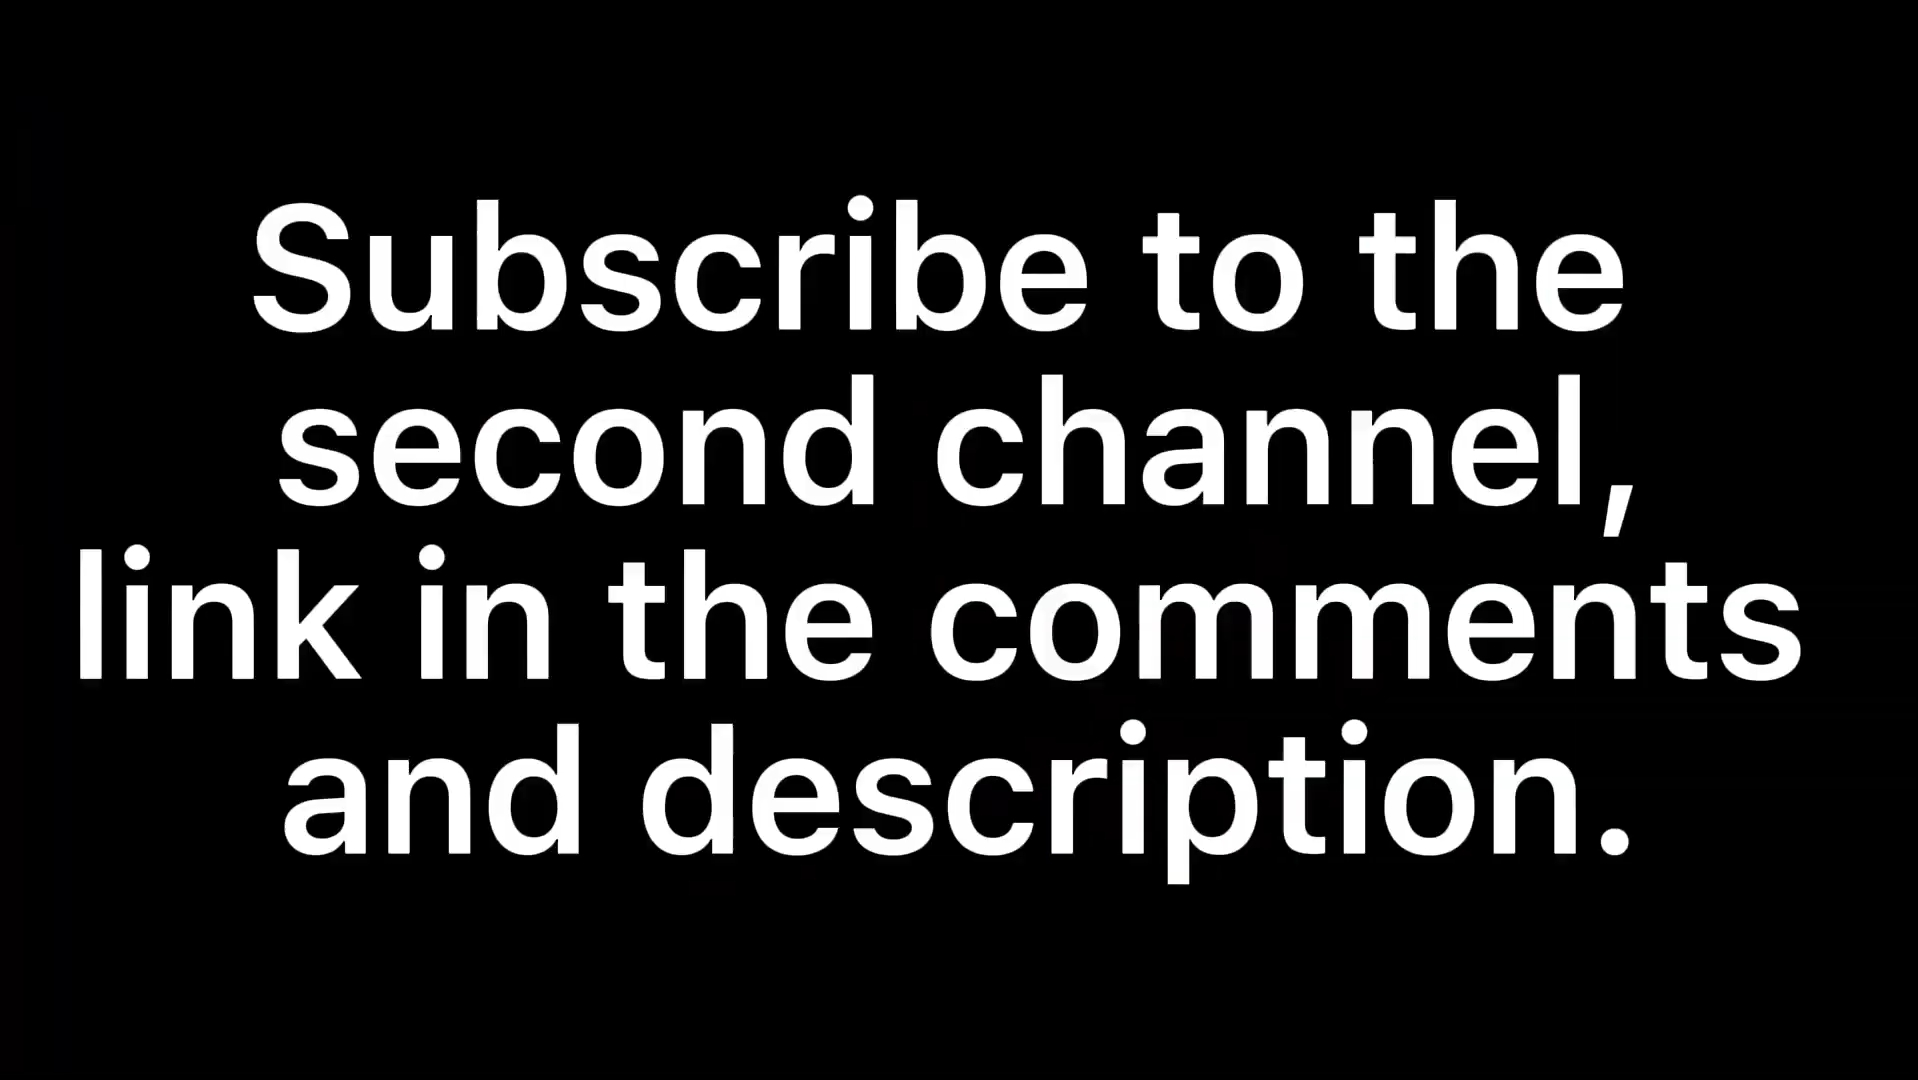 Subscribe to the
second channel,
link in the comments
and description.